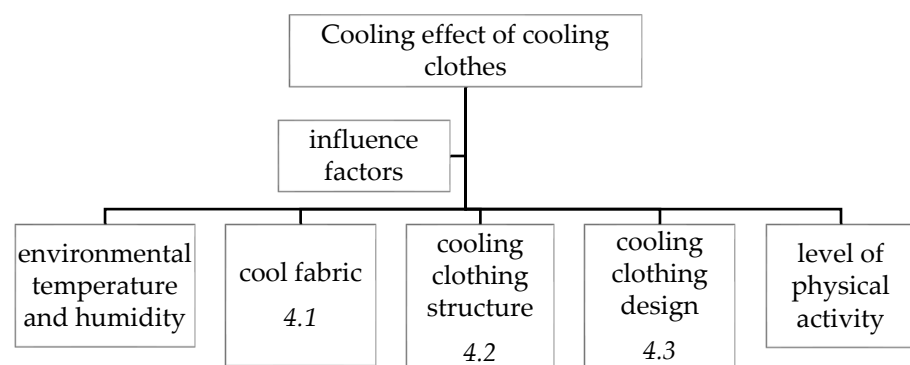 Cooling effect of cooling
clothes
influence
factors
environmental
temperature
and humidity
cool fabric
4.1
cooling
clothing
structure
4.2
cooling
clothing
design
4.3
level of
physical
activity